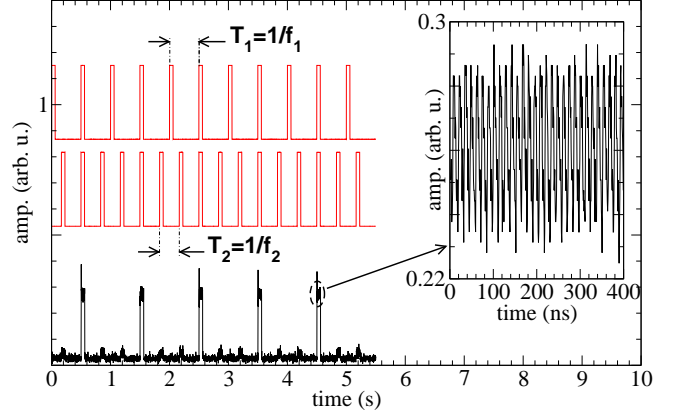 T1=1/f1
0.3
1
amp. (arb. u.)
amp. (arb. u.)
T2=1/f2
0.22
0 100 200 300 400
time (ns)
0 1 2 3 4 5 6 7 8 9 10
time (s)